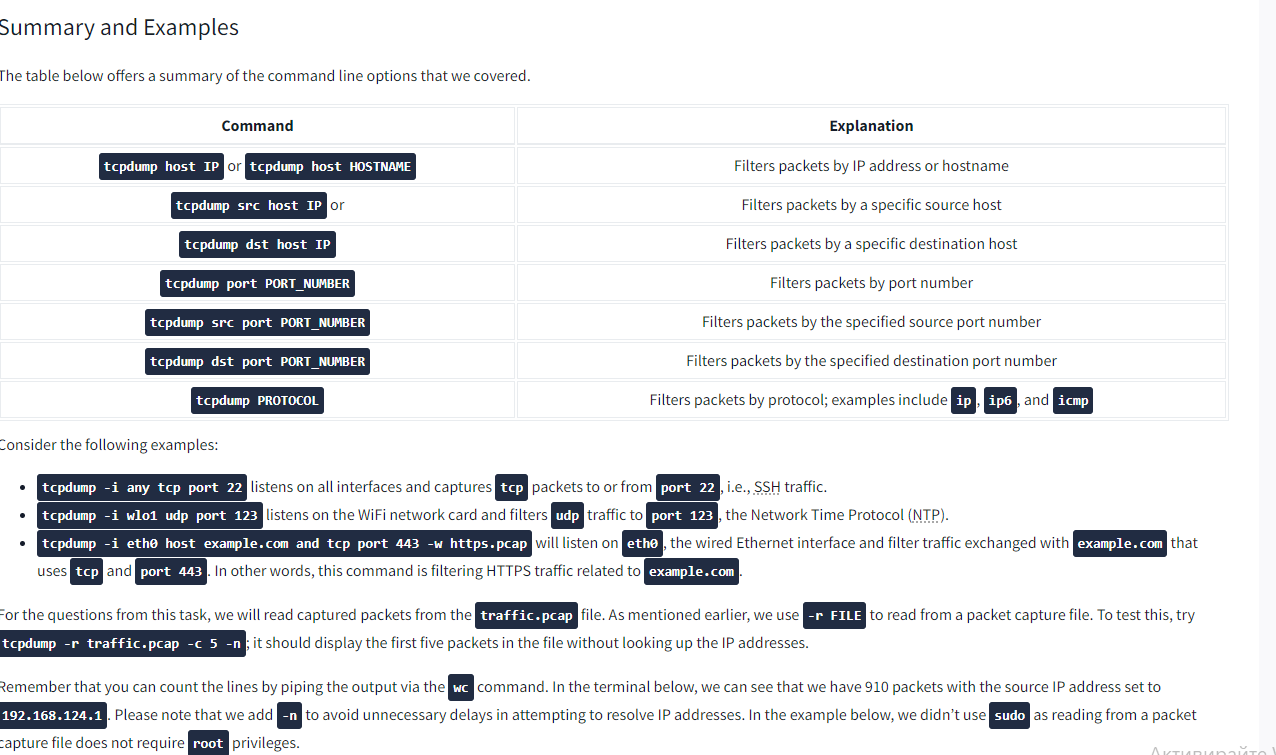 Summary and Examples
The table below offers a summary of the command line options that we covered.
Command Explanation
tcpdump host IP or tcpdump host HOSTNAME Filters packets by IP address or hostname
tcpdump src host IP or Filters packets by a specific source host
tcpdump dst host IP Filters packets by a specific destination host
tcpdump port PORT_NUMBER Filters packets by port number
tcpdump src port PORT_NUMBER Filters packets by the specified source port number
tcpdump dst port PORT_NUMBER Filters packets by the specified destination port number
tcpdump PROTOCOL Filters packets by protocol; examples include ip, ip6, and icmp
Consider the following examples:
• tcpdump -i any tcp port 22 listens on all interfaces and captures tcp packets to or from port 22, i.e., SSH traffic.
• tcpdump -i wlo1 udp port 123 listens on the WiFi network card and filters udp traffic to port 123, the Network Time Protocol (NTP).
• tcpdump -i eth0 host example.com and tcp port 443 -w https.pcap will listen on eth0, the wired Ethernet interface and filter traffic exchanged with example.com that
uses tcp and port 443. In other words, this command is filtering HTTPS traffic related to example.com.
For the questions from this task, we will read captured packets from the traffic.pcap file. As mentioned earlier, we use -r FILE to read from a packet capture file. To test this, try
tcpdump -r traffic.pcap -c 5 -n; it should display the first five packets in the file without looking up the IP addresses.
Remember that you can count the lines by piping the output via the wc command. In the terminal below, we can see that we have 910 packets with the source IP address set to
192.168.124.1. Please note that we add -n to avoid unnecessary delays in attempting to resolve IP addresses. In the example below, we didn't use sudo as reading from a packet
capture file does not require root privileges.
Активирайте